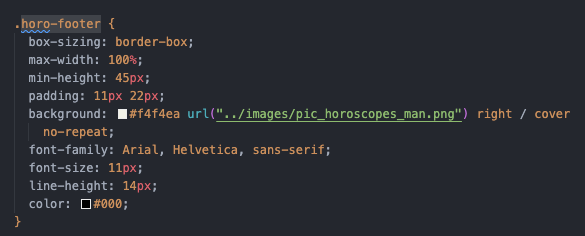 .horo-footer {
box-sizing: border-box;
max-width: 100%;
min-height: 45px;
padding: 11px 22px;
background: #f4f4ea url("../images/pic_horoscopes_man.png") right / cover
no-repeat;
font-family: Arial, Helvetica, sans-serif;
font-size: 11px;
line-height: 14px;
color: #000;
}